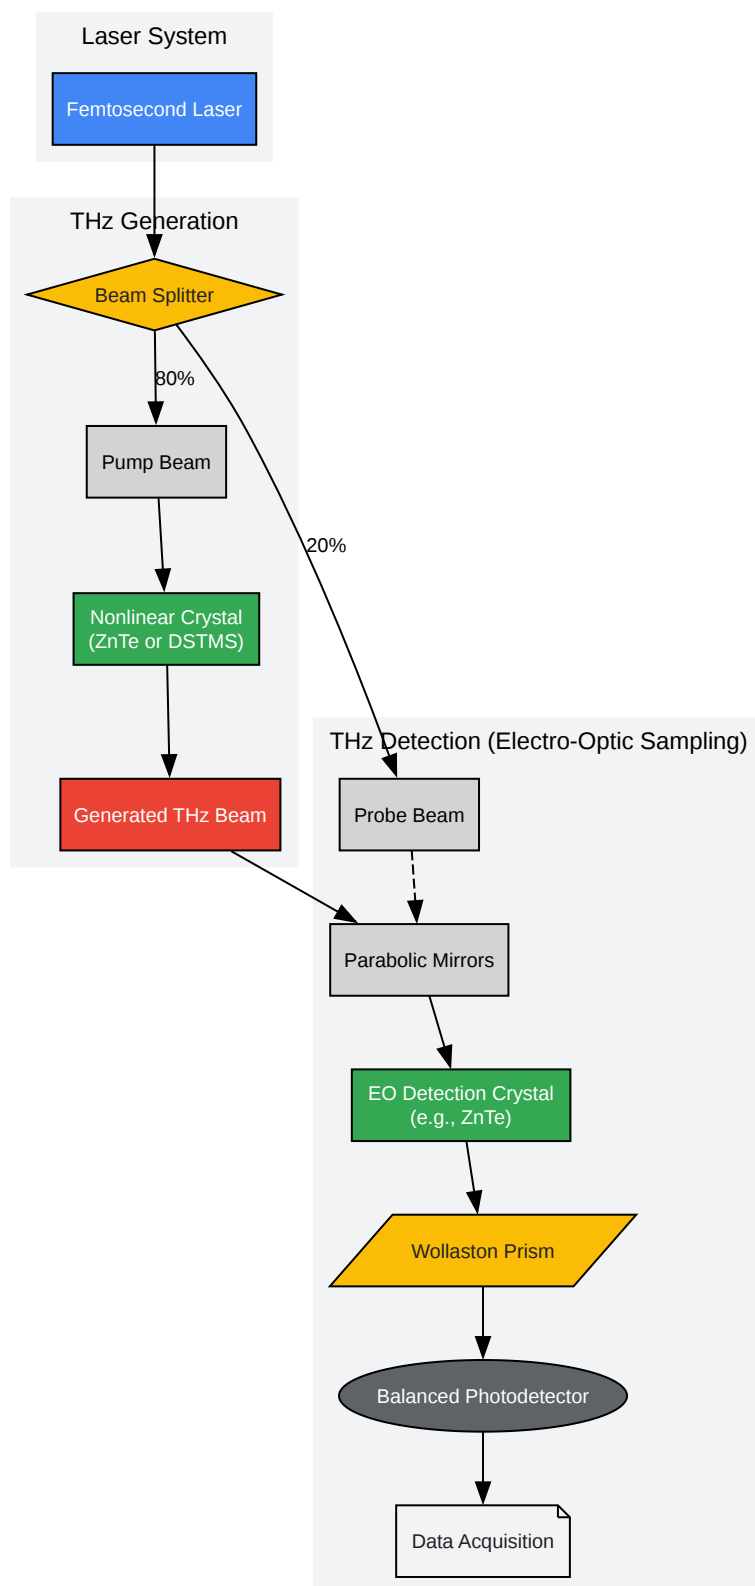 Laser System
Femtosecond Laser
THz Generation
Beam Splitter
80%
Pump Beam
20%
Nonlinear Crystal
(ZnTe or DSTMS)
THz Detection (Electro-Optic Sampling)
Generated THz Beam
Probe Beam
Parabolic Mirrors
EO Detection Crystal
(e.g., ZnTe)
Wollaston Prism
Balanced Photodetector
Data Acquisition